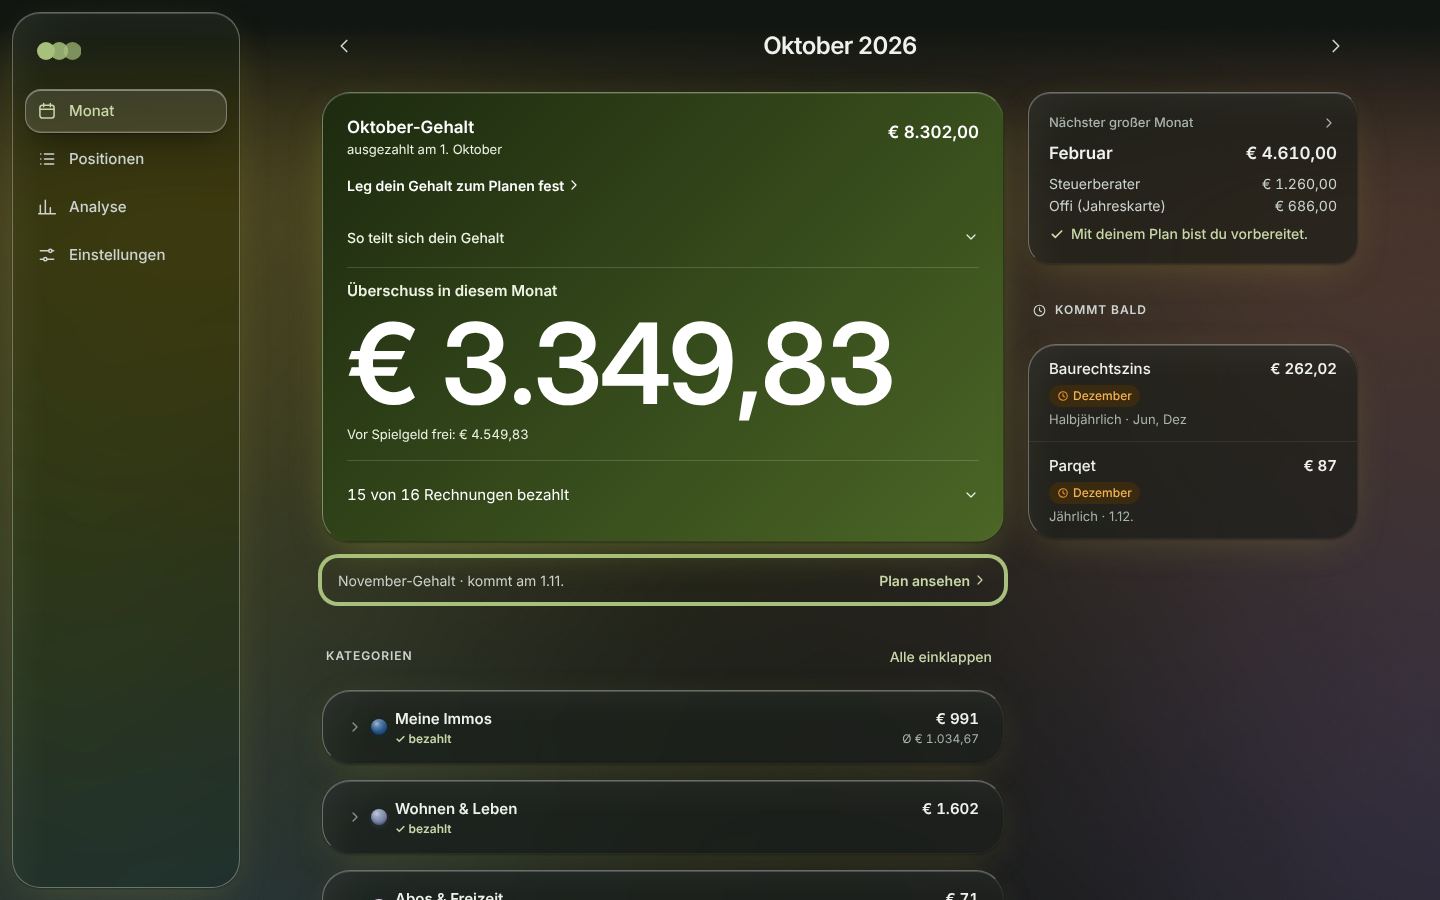 Oktober 2026
Monat
Positionen
Analyse
Einstellungen
Oktober-Gehalt
€ 8.302,00
ausgezahlt am 1. Oktober
Leg dein Gehalt zum Planen fest
So teilt sich dein Gehalt
Überschuss in diesem Monat
€ 3.349,83
Vor Spielgeld frei: € 4.549,83
15 von 16 Rechnungen bezahlt
November-Gehalt · kommt am 1.11.
Plan ansehen
KATEGORIEN
Alle einklappen
Meine Immos
€ 991
bezahlt
Ø € 1.034,67
Wohnen & Leben
€ 1.602
bezahlt
Abos & Freizeit
€ 71
Nächster großer Monat
Februar
€ 4.610,00
Steuerberater
€ 1.260,00
Offi (Jahreskarte)
€ 686,00
Mit deinem Plan bist du vorbereitet.
KOMMT BALD
Baurechtszins
€ 262,02
Dezember
Halbjährlich · Jun, Dez
Parqet
€ 87
Dezember
Jährlich · 1.12.